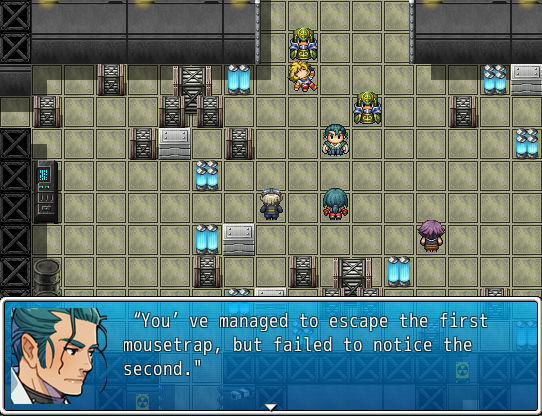 “You’ ve managed to escape the first
mousetrap, but failed to notice the
second."